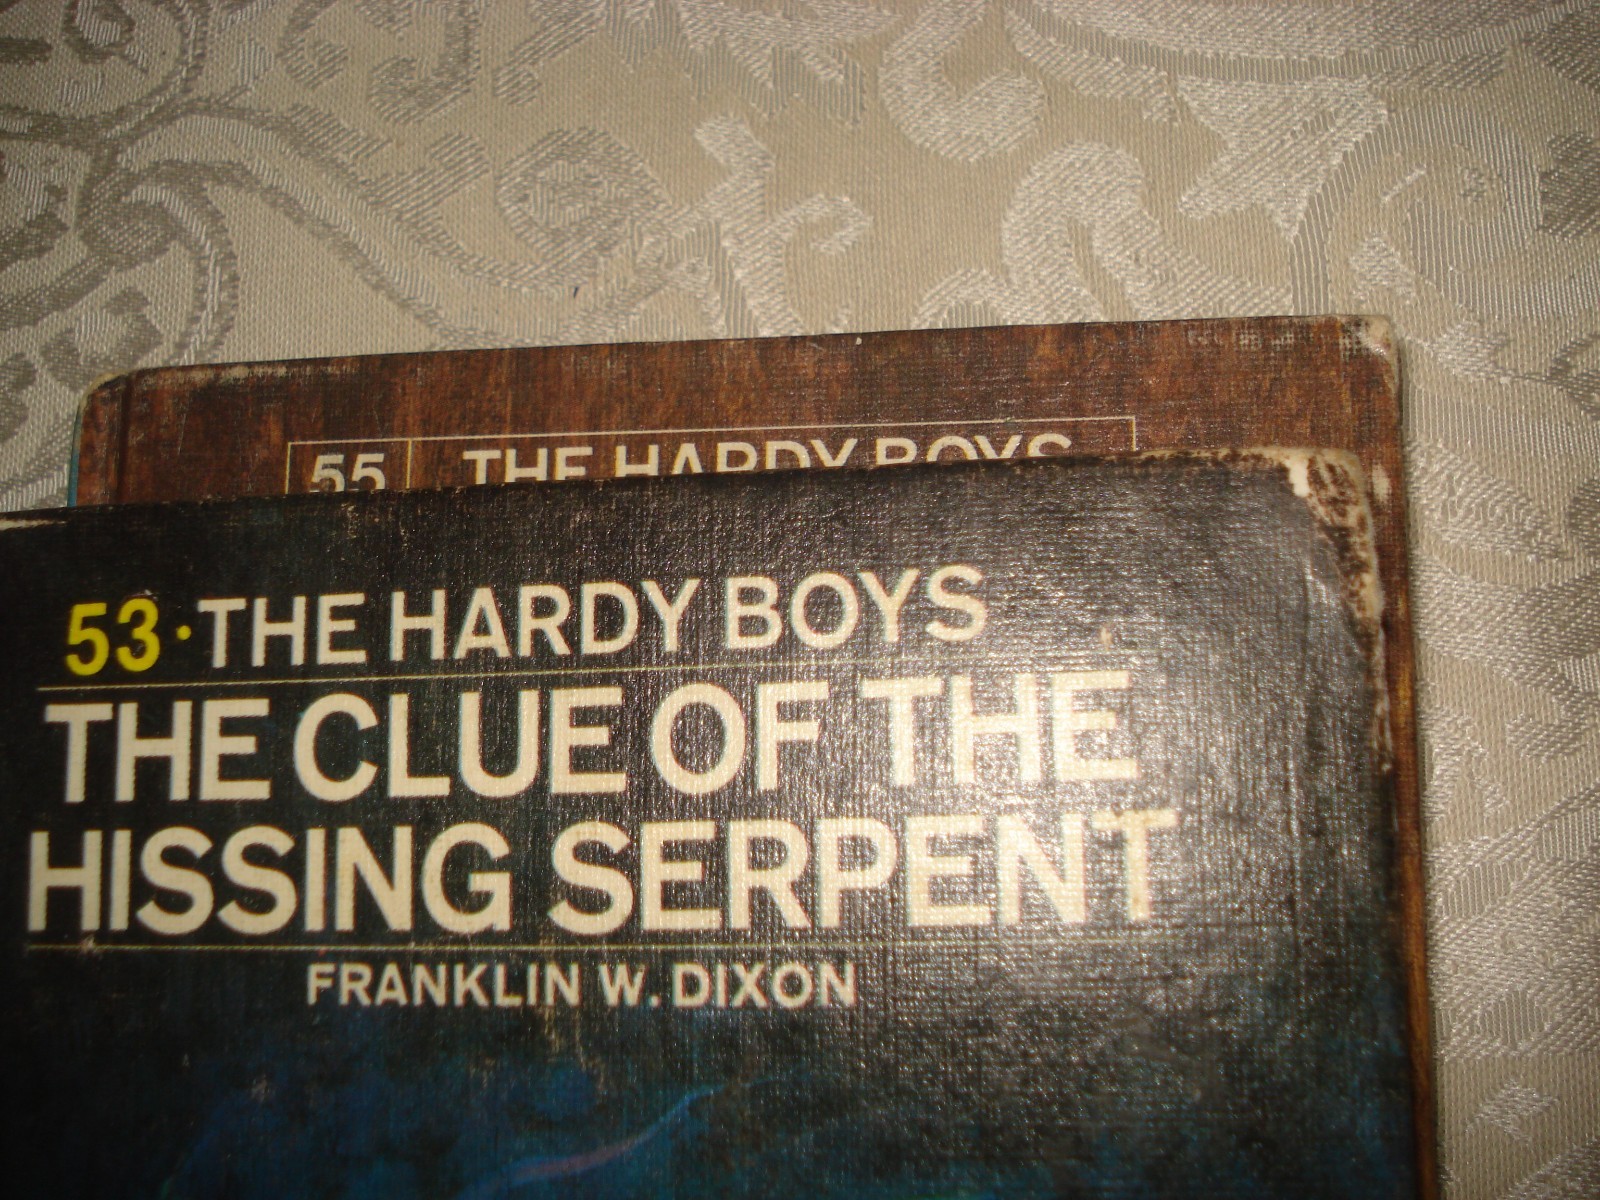 55 THE HARDY BOYS
53·THE HARDY BOYS
THE CLUE OF THE
HISSING SERPENT
FRANKLIN W. DIXON